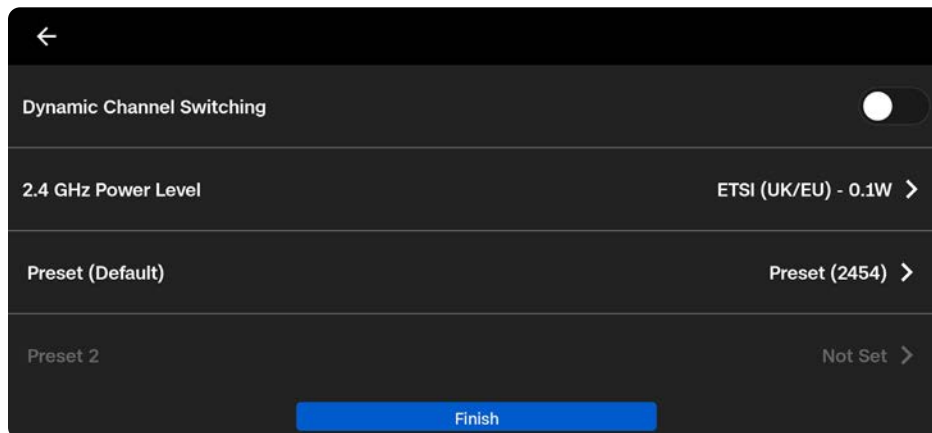 Dynamic Channel Switching
2.4 GHz Power Level ETSI (UK/EU) - 0.1W
Preset (Default) Preset (2454)
Preset 2 Not Set
Finish